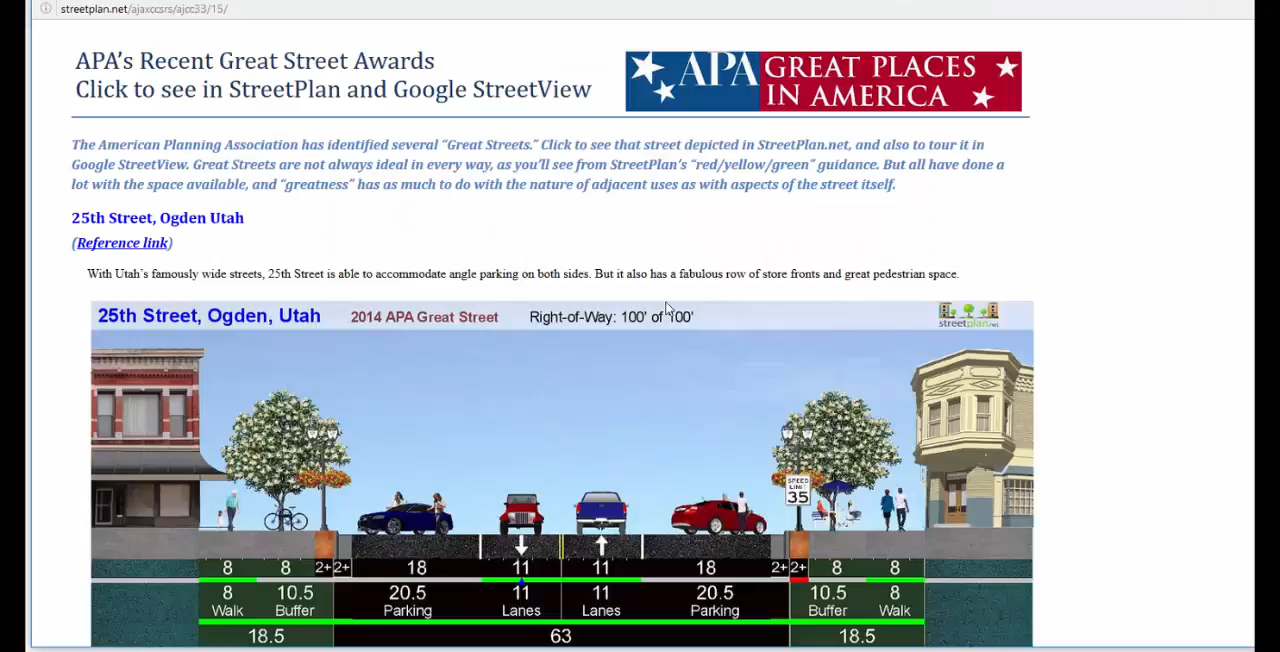 streetplan.net/ajaxccsrs/ajcc33/15/
APA's Recent Great Street Awards
Click to see in StreetPlan and Google StreetView
APA GREAT PLACES
IN AMERICA
The American Planning Association has identified several "Great Streets." Click to see that street depicted in StreetPlan.net, and also to tour it in
Google StreetView. Great Streets are not always ideal in every way, as you'll see from StreetPlan's "red/yellow/green" guidance. But all have done a
lot with the space available, and "greatness" has as much to do with the nature of adjacent uses as with aspects of the street itself.
25th Street, Ogden Utah
(Reference link)
With Utah's famously wide streets, 25th Street is able to accommodate angle parking on both sides. But it also has a fabulous row of store fronts and great pedestrian space.
25th Street, Ogden, Utah 2014 APA Great Street Right-of-Way: 100' of 100'
streetplan.net
SPEED
LIMIT
35
8 8 2+ 2+ 18 11 11 18 2+ 2+ 8 8
8 10.5 20.5 11 11 20.5 10.5 8
Walk Buffer Parking Lanes Lanes Parking Buffer Walk
18.5 63 18.5